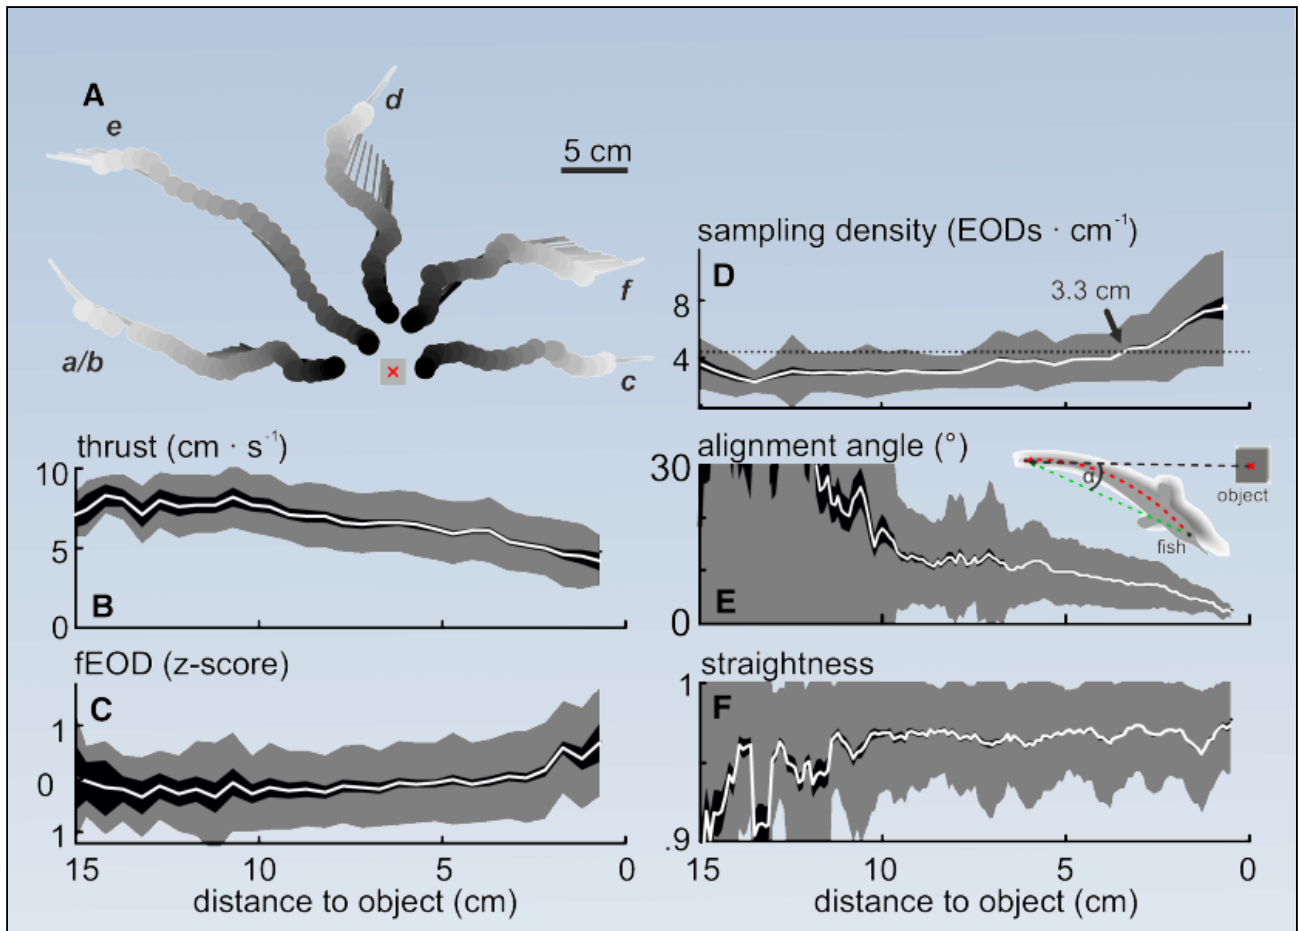 A
e
d
5 cm
f
a/b
c
sampling density (EODs · cm⁻¹)
D
3.3 cm
8
4
thrust (cm · s⁻¹)
10
5
0
B
alignment angle (°)
30
0
E
α
object
fish
fEOD (z-score)
C
1
0
1
15 10 5 0
distance to object (cm)
straightness
F
1
.9
15 10 5 0
distance to object (cm)